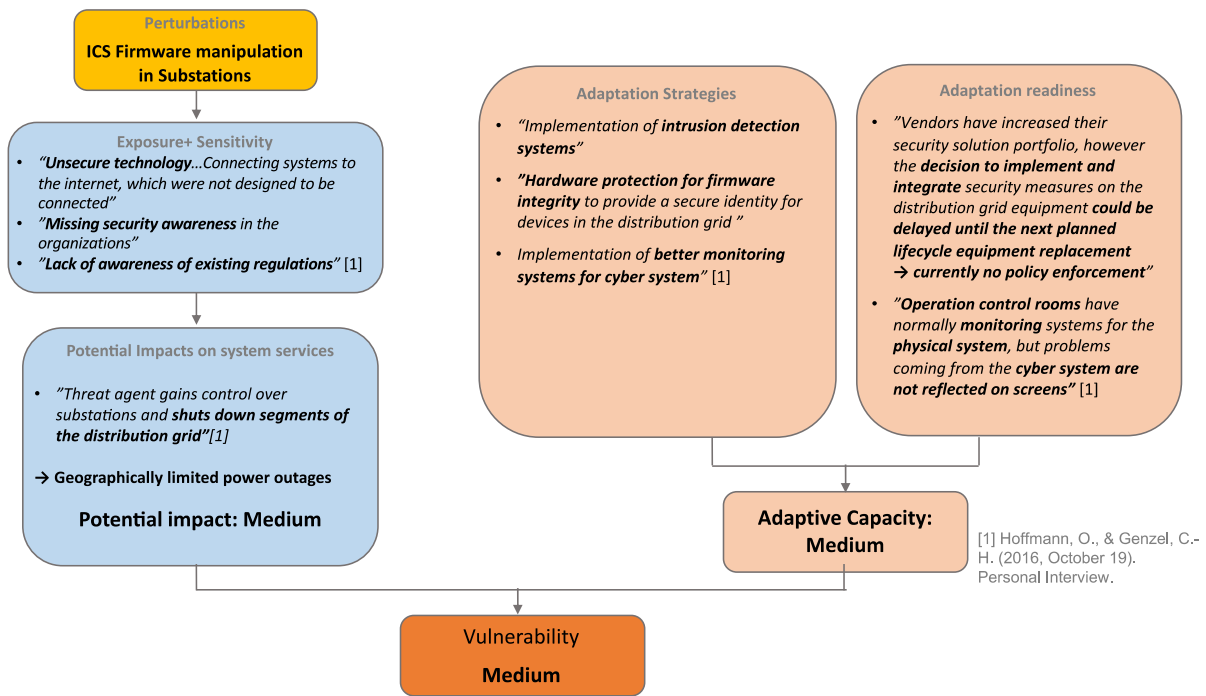 Perturbations
ICS Firmware manipulation
in Substations
Exposure+ Sensitivity
• “Unsecure technology...Connecting systems to
the internet, which were not designed to be
connected”
• ”Missing security awareness in the
organizations”
• ”Lack of awareness of existing regulations” [1]
Potential Impacts on system services
• ”Threat agent gains control over
substations and shuts down segments of
the distribution grid”[1]
→ Geographically limited power outages
Potential impact: Medium
Adaptation Strategies
• “Implementation of intrusion detection
systems”
• ”Hardware protection for firmware
integrity to provide a secure identity for
devices in the distribution grid ”
• Implementation of better monitoring
systems for cyber system” [1]
Adaptation readiness
• ”Vendors have increased their
security solution portfolio, however
the decision to implement and
integrate security measures on the
distribution grid equipment could be
delayed until the next planned
lifecycle equipment replacement
→ currently no policy enforcement”
• ”Operation control rooms have
normally monitoring systems for the
physical system, but problems
coming from the cyber system are
not reflected on screens” [1]
Adaptive Capacity:
Medium
[1] Hoffmann, O., & Genzel, C.-
H. (2016, October 19).
Personal Interview.
Vulnerability
Medium